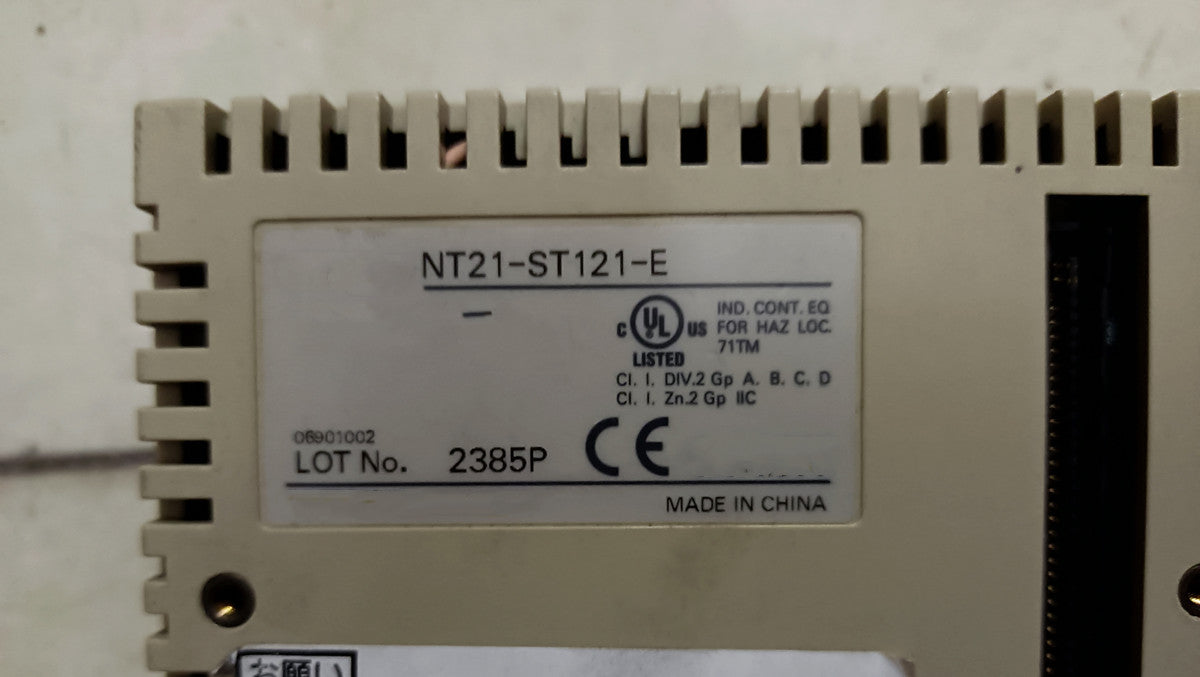 NT21-ST121-E
—
C UL US
LISTED
IND. CONT. EQ
FOR HAZ LOC.
71TM
Cl. I. DIV.2 Gp A. B. C. D
Cl. I. Zn.2 Gp IIC
06901002
LOT No. 2385P CE
MADE IN CHINA
お願い